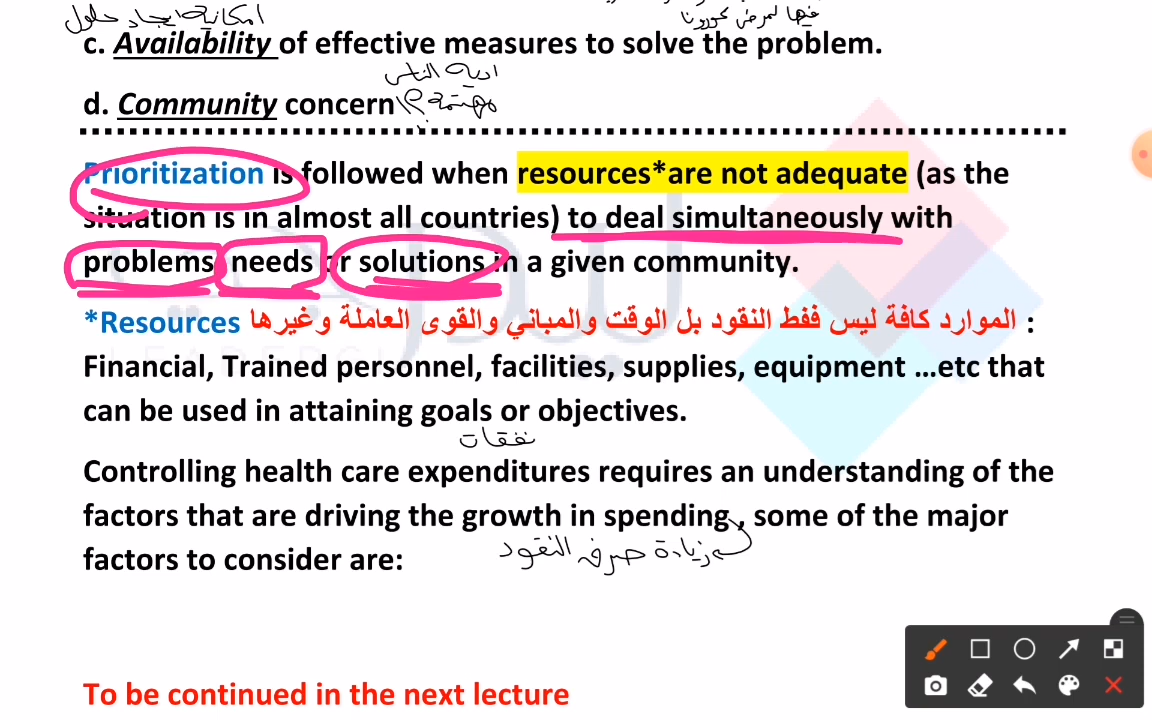 فيها لمرض كورونا
امكانية ايجاد حلول
c. Availability of effective measures to solve the problem.
الناس
d. Community concern
Prioritization is followed when resources*are not adequate (as the
situation is in almost all countries) to deal simultaneously with
problems, needs or solutions in a given community.
*Resources الموارد كافة ليس ففط النقود بل الوقت والمباني والقوى العاملة وغيرها :
Financial, Trained personnel, facilities, supplies, equipment ...etc that
can be used in attaining goals or objectives.
نفقات
Controlling health care expenditures requires an understanding of the
factors that are driving the growth in spending , some of the major
زيادة صرف النقود
factors to consider are:
To be continued in the next lecture